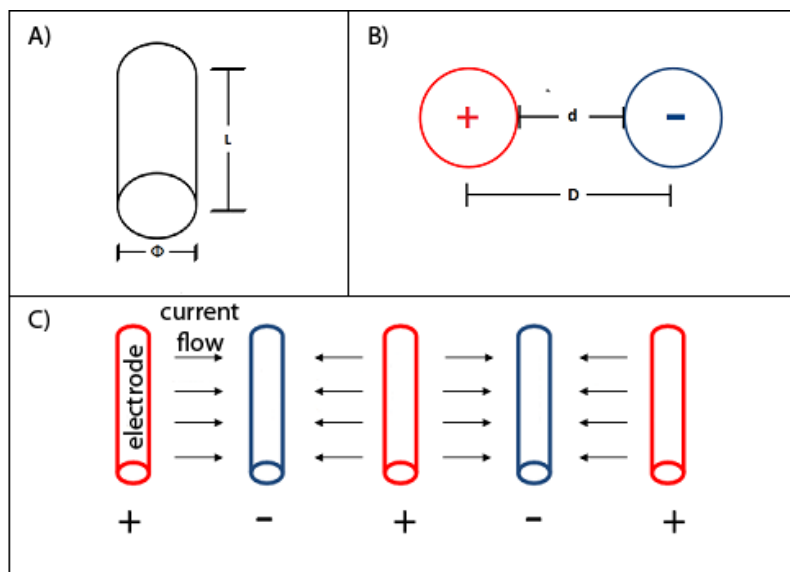 A)
L
Φ
B)
+
-
d
D
C)
current
flow
electrode
+
-
+
-
+